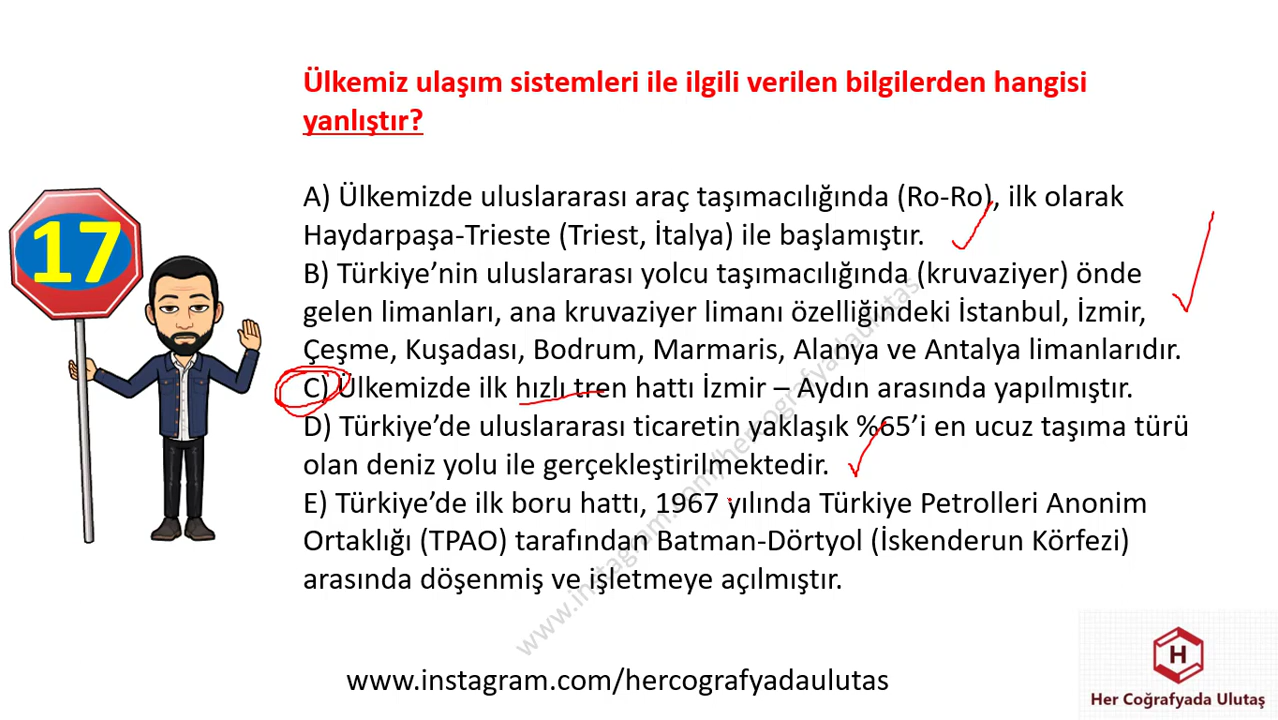 Ülkemiz ulaşım sistemleri ile ilgili verilen bilgilerden hangisi
yanlıştır?
17
A) Ülkemizde uluslararası araç taşımacılığında (Ro-Ro), ilk olarak
Haydarpaşa-Trieste (Triest, İtalya) ile başlamıştır.
B) Türkiye’nin uluslararası yolcu taşımacılığında (kruvaziyer) önde
gelen limanları, ana kruvaziyer limanı özelliğindeki İstanbul, İzmir,
Çeşme, Kuşadası, Bodrum, Marmaris, Alanya ve Antalya limanlarıdır.
C) Ülkemizde ilk hızlı tren hattı İzmir – Aydın arasında yapılmıştır.
D) Türkiye’de uluslararası ticaretin yaklaşık %65’i en ucuz taşıma türü
olan deniz yolu ile gerçekleştirilmektedir.
E) Türkiye’de ilk boru hattı, 1967 yılında Türkiye Petrolleri Anonim
Ortaklığı (TPAO) tarafından Batman-Dörtyol (İskenderun Körfezi)
arasında döşenmiş ve işletmeye açılmıştır.
www.instagram.com/hercografyadaulutas
www.instagram.com/hercografyadaulutas
H
Her Coğrafyada Ulutaş